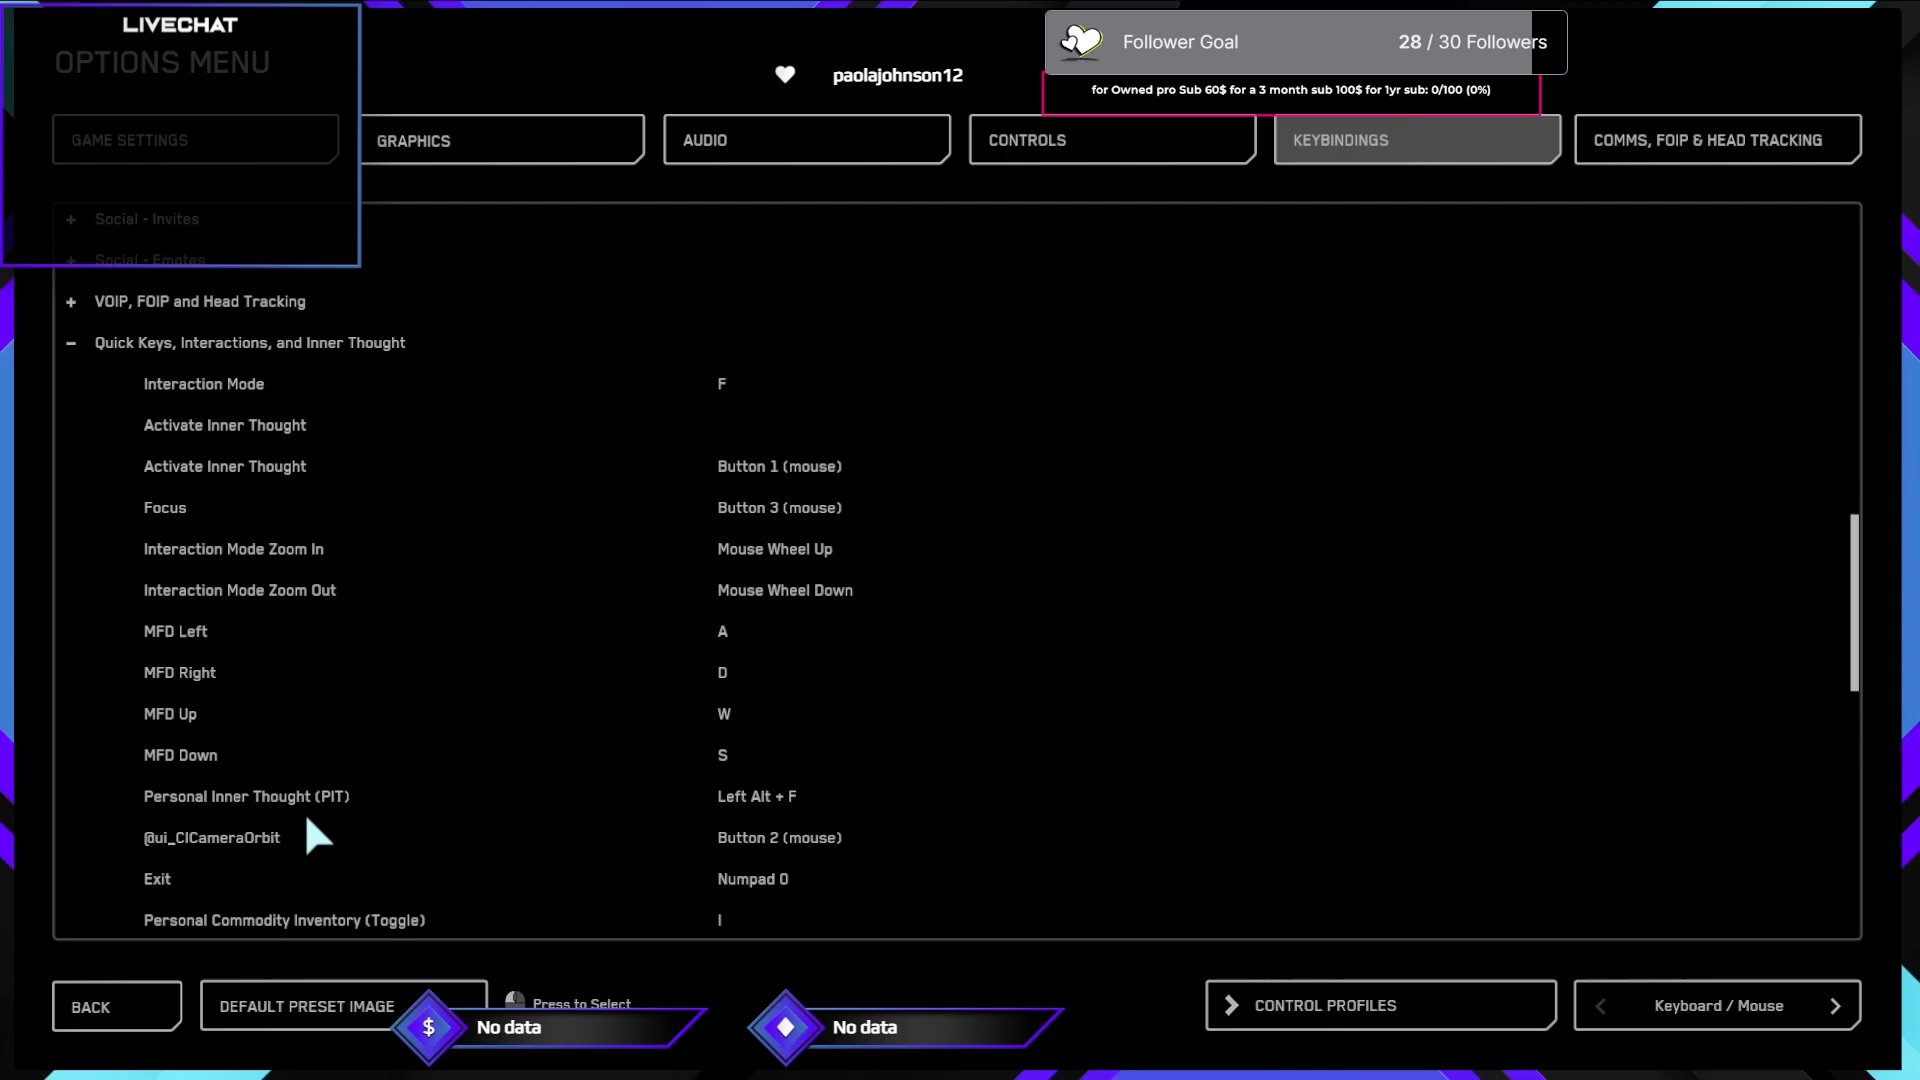 LIVECHAT
OPTIONS MENU
paolajohnson12
Follower Goal
28 / 30 Followers
for Owned pro Sub 60$ for a 3 month sub 100$ for 1yr sub: 0/100 (0%)
GAME SETTINGS
GRAPHICS
AUDIO
CONTROLS
KEYBINDINGS
COMMS, FOIP & HEAD TRACKING
+ Social - Invites
+ Social - Emotes
+ VOIP, FOIP and Head Tracking
- Quick Keys, Interactions, and Inner Thought
Interaction Mode F
Activate Inner Thought
Activate Inner Thought Button 1 (mouse)
Focus Button 3 (mouse)
Interaction Mode Zoom In Mouse Wheel Up
Interaction Mode Zoom Out Mouse Wheel Down
MFD Left A
MFD Right D
MFD Up W
MFD Down S
Personal Inner Thought (PIT) Left Alt + F
@ui_CICameraOrbit Button 2 (mouse)
Exit Numpad 0
Personal Commodity Inventory (Toggle) I
BACK
DEFAULT PRESET IMAGE
Press to Select
$ No data
No data
CONTROL PROFILES
Keyboard / Mouse